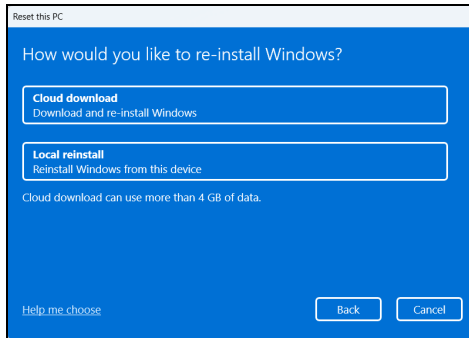 Reset this PC
How would you like to re-install Windows?
Cloud download
Download and re-install Windows
Local reinstall
Reinstall Windows from this device
Cloud download can use more than 4 GB of data.
Help me choose
Back
Cancel